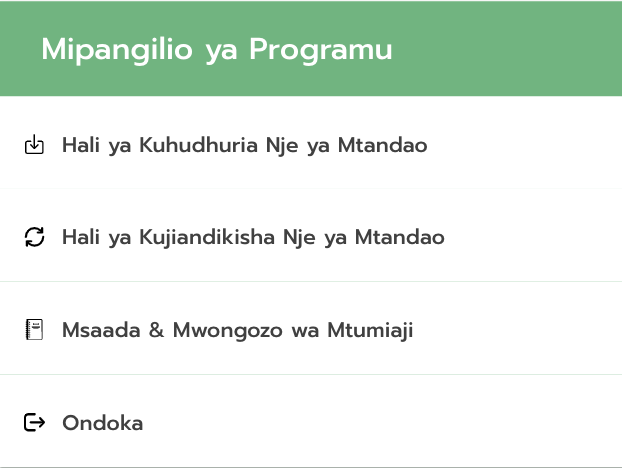 Mipangilio ya Programu
Hali ya Kuhudhuria Nje ya Mtandao
Hali ya Kujiandikisha Nje ya Mtandao
Msaada & Mwongozo wa Mtumiaji
Ondoka